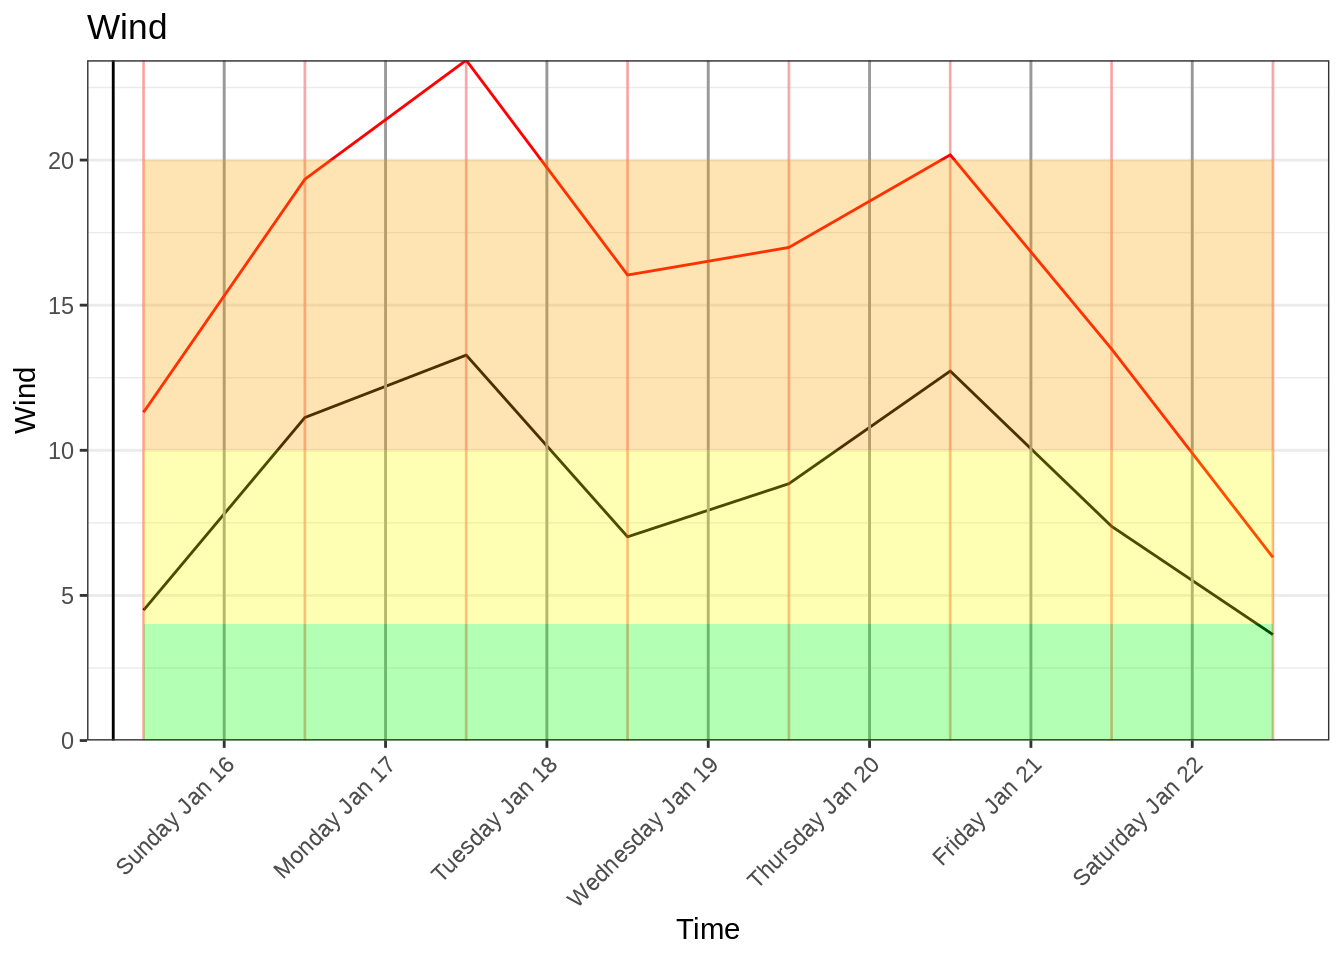 Wind
20
15
10
5
0
Wind
Sunday Jan 16
Monday Jan 17
Tuesday Jan 18
Wednesday Jan 19
Thursday Jan 20
Friday Jan 21
Saturday Jan 22
Time